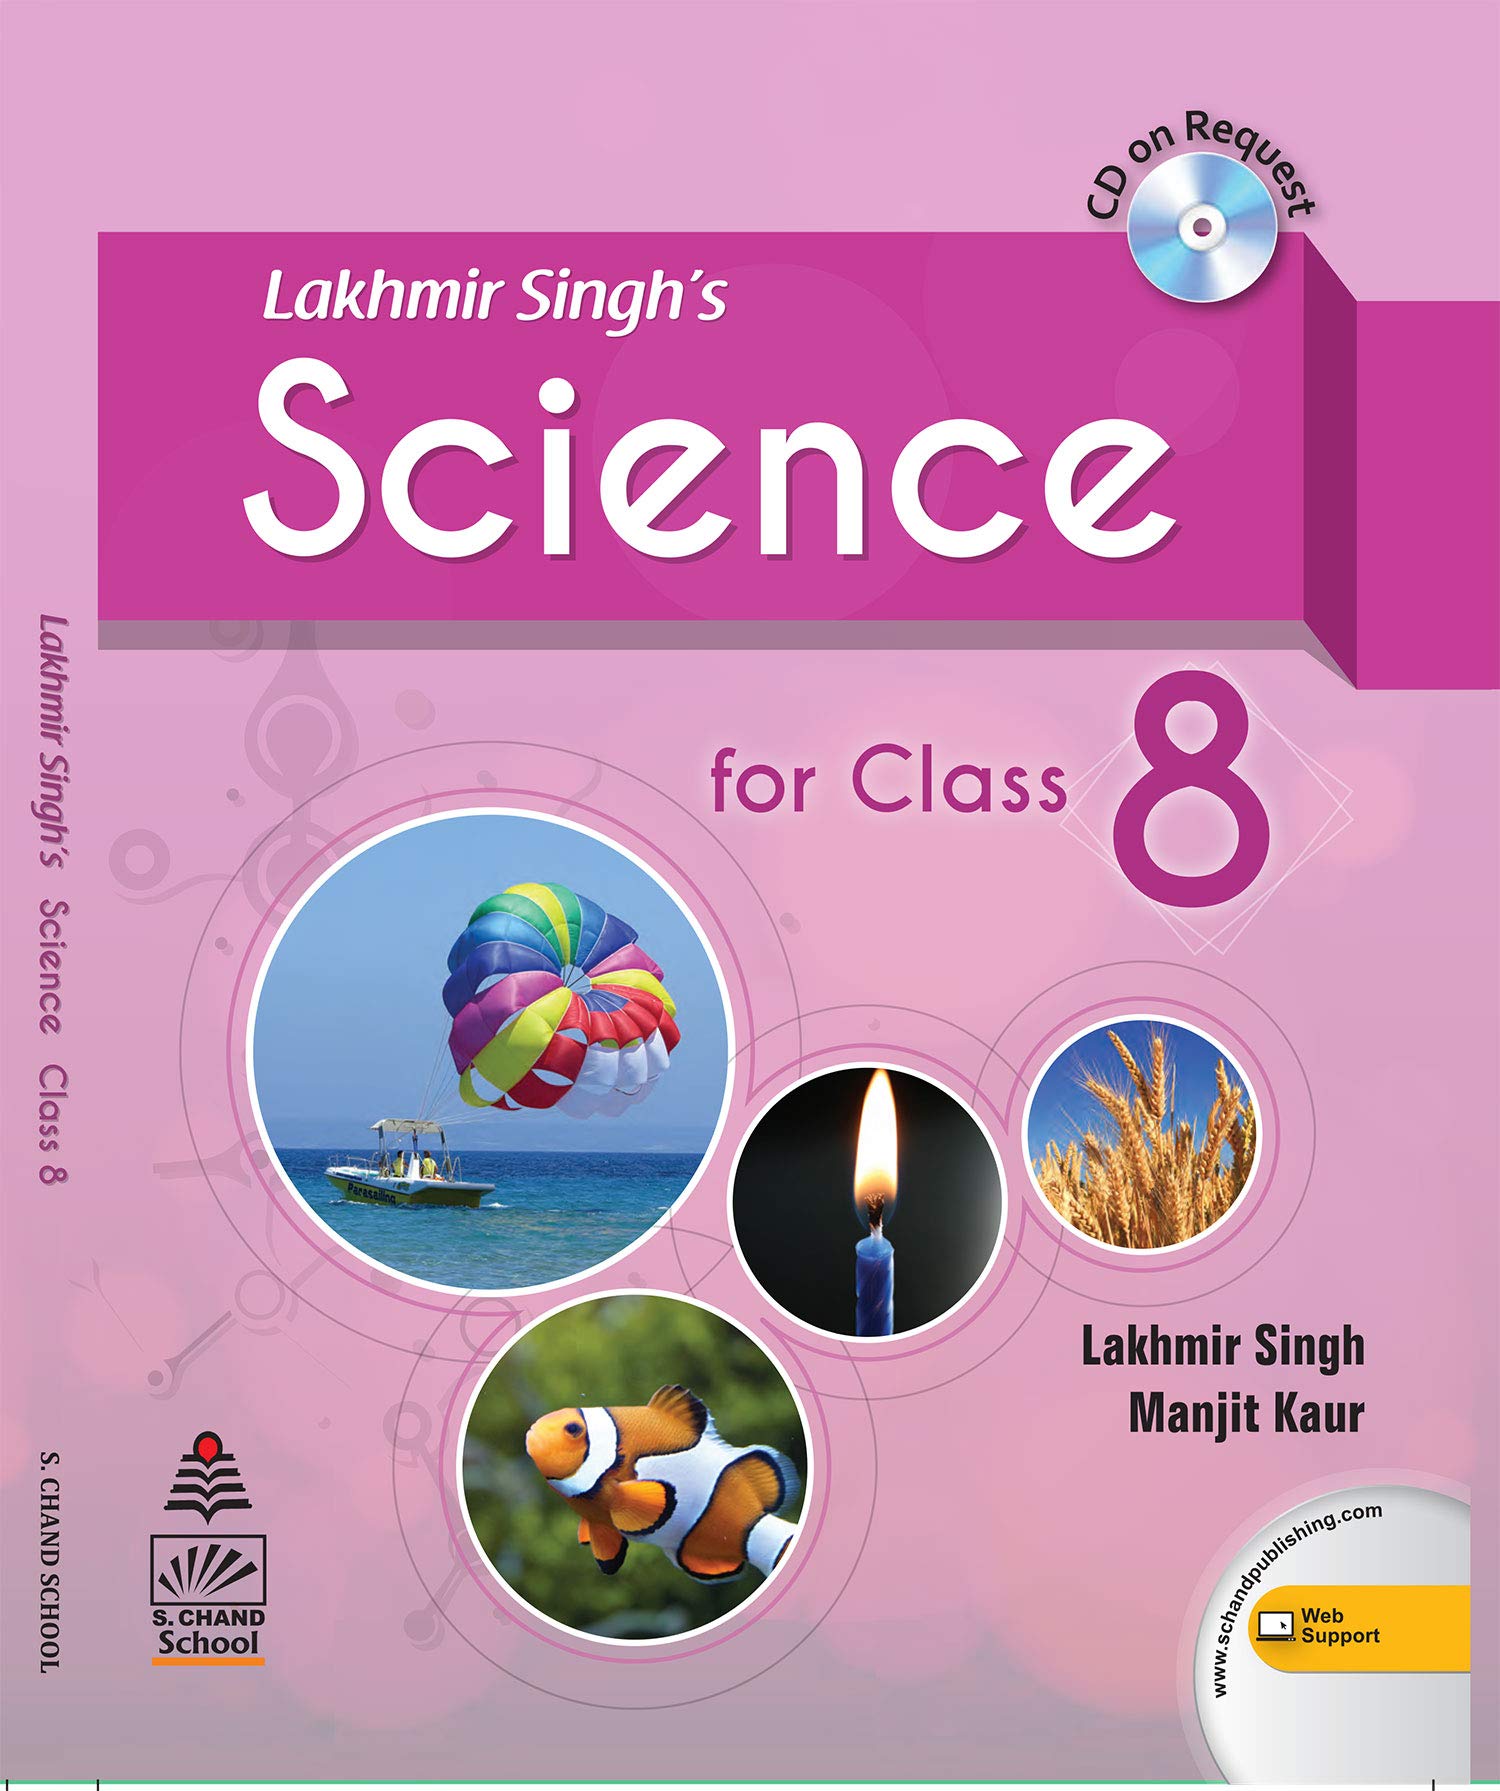 CD on Request
Lakhmir Singh's
Science
for Class 8
Lakhmir Singh's Science Class 8
Parasailing
Lakhmir Singh
Manjit Kaur
S. CHAND
School
S. CHAND SCHOOL
www.schandpublishing.com
Web
Support